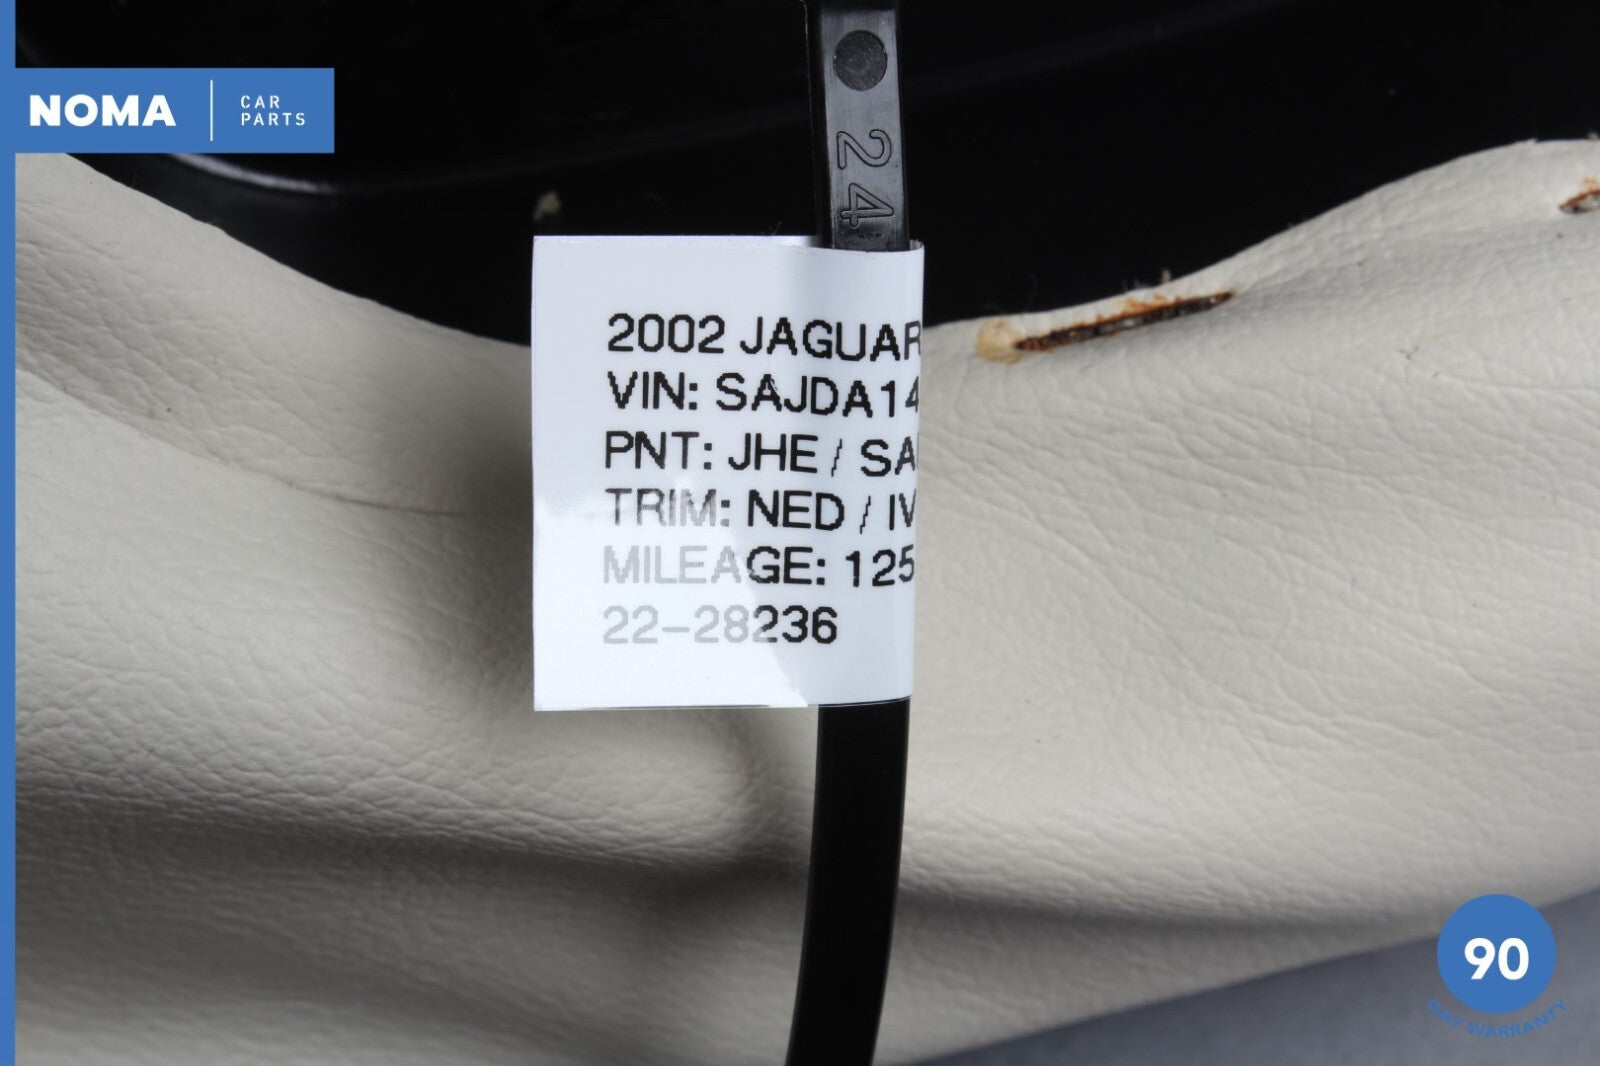 NOMA
CAR
PARTS
24
2002 JAGUAR
VIN: SAJDA14
PNT: JHE / SA
TRIM: NED / IV
MILEAGE: 125
22-28236
90
DAY WARRANTY